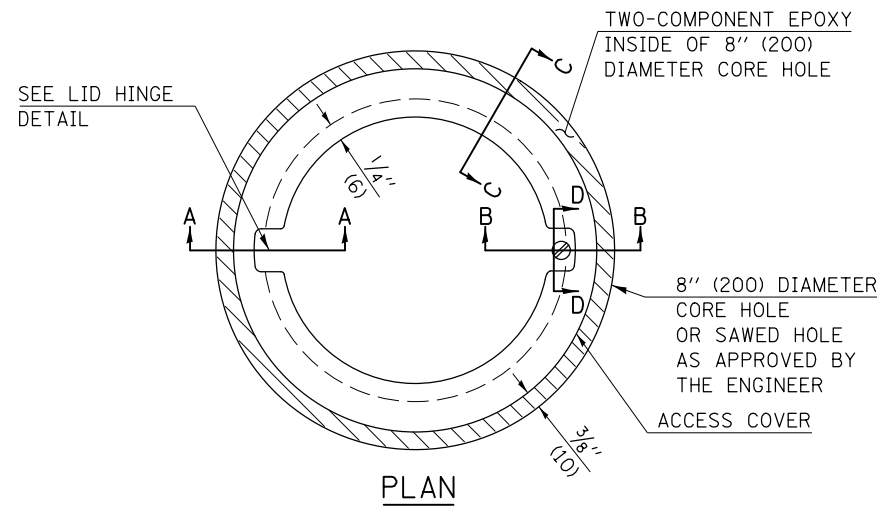 TWO-COMPONENT EPOXY
INSIDE OF 8" (200)
DIAMETER CORE HOLE
SEE LID HINGE
DETAIL
C
C
1/4"
(6)
A
A
B
B
D
D
8" (200) DIAMETER
CORE HOLE
OR SAWED HOLE
AS APPROVED BY
THE ENGINEER
ACCESS COVER
3/8"
(10)
PLAN